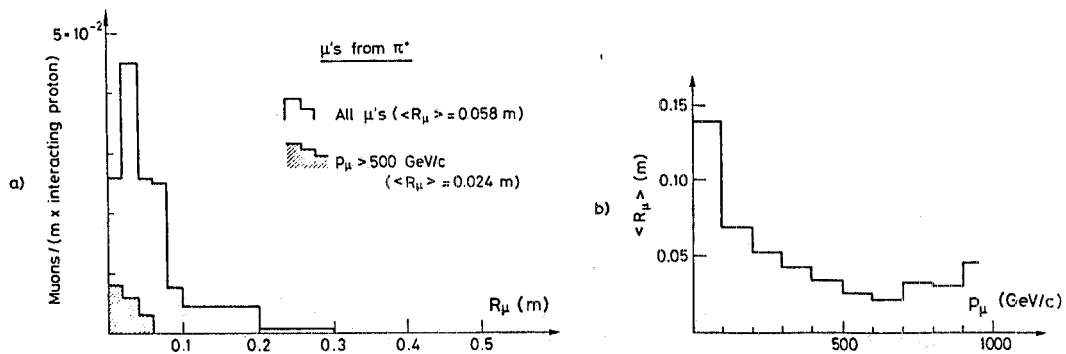 a)
Muons/(m x interacting proton)
5·10⁻²
μ's from π⁺
All μ's (<Rμ> = 0.058 m)
pμ > 500 GeV/c
(<Rμ> = 0.024 m)
Rμ (m)
0.1 0.2 0.3 0.4 0.5
b)
<Rμ> (m)
0.15
0.10
0.05
pμ (GeV/c)
500 1000